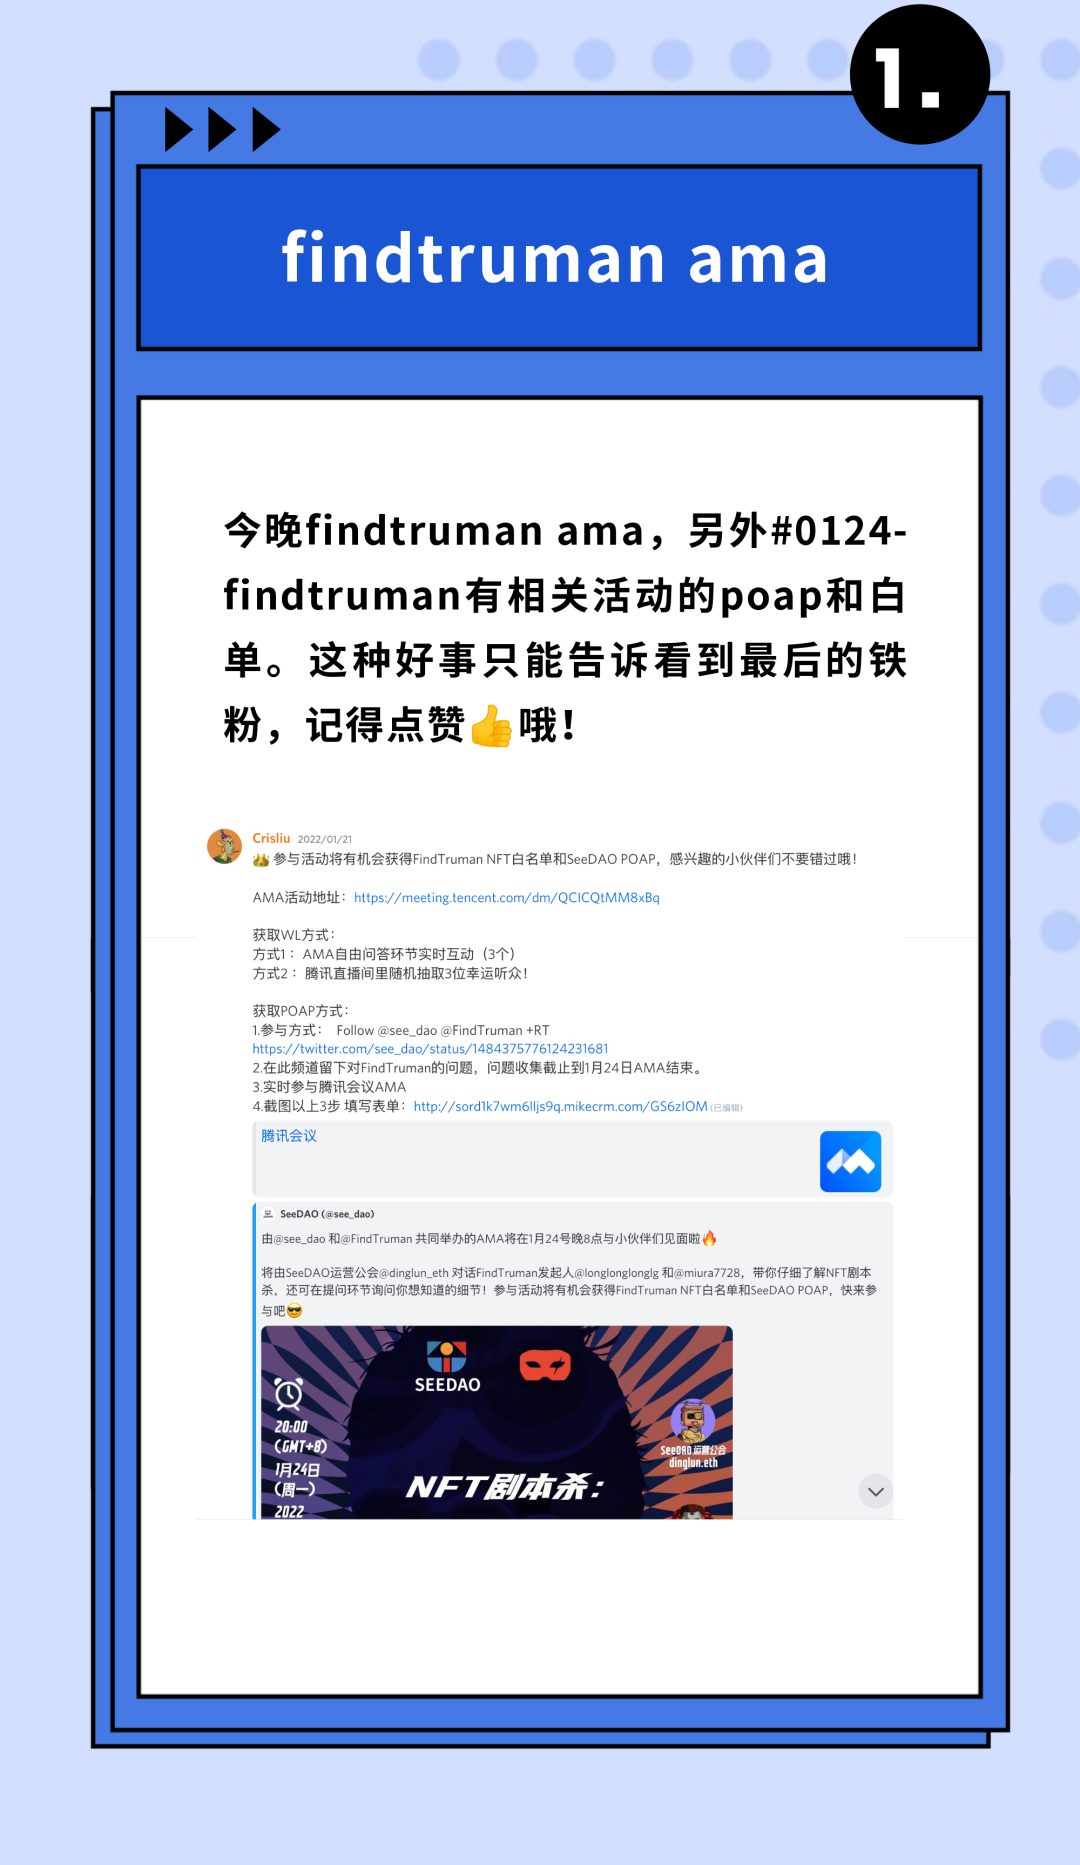 1.
findtruman ama
今晚findtruman ama，另外#0124-
findtruman有相关活动的poap和白
单。这种好事只能告诉看到最后的铁
粉，记得点赞👍哦！
Crisliu 2022/01/21
👑 参与活动将有机会获得FindTruman NFT白名单和SeeDAO POAP，感兴趣的小伙伴们不要错过哦！
AMA活动地址：https://meeting.tencent.com/dm/QCICQtMM8xBq
获取WL方式：
方式1： AMA自由问答环节实时互动（3个）
方式2： 腾讯直播间里随机抽取3位幸运听众！
获取POAP方式：
1.参与方式： Follow @see_dao @FindTruman +RT
https://twitter.com/see_dao/status/1484375776124231681
2.在此频道留下对FindTruman的问题，问题收集截止到1月24日AMA结束。
3.实时参与腾讯会议AMA
4.截图以上3步 填写表单：http://sord1k7wm6lljs9q.mikecrm.com/GS6zIOM (已编辑)
腾讯会议
SeeDAO (@see_dao)
由@see_dao 和@FindTruman 共同举办的AMA将在1月24号晚8点与小伙伴们见面啦🔥
将由SeeDAO运营公会@dinglun_eth 对话FindTruman发起人@longlonglonglg 和@miura7728，带你仔细了解NFT剧本
杀，还可在提问环节询问你想知道的细节！参与活动将有机会获得FindTruman NFT白名单和SeeDAO POAP，快来参
与吧😎
SEEDAO
20:00
（GMT+8）
1月24日
（周一）
2022
SeeDAO 运营公会
dinglun.eth
NFT剧本杀：